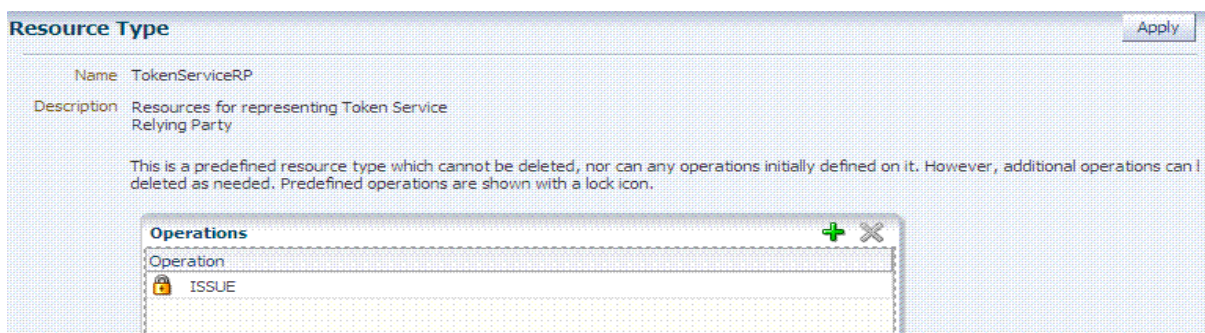 Resource Type
Apply
Name TokenServiceRP
Description Resources for representing Token Service
Relying Party
This is a predefined resource type which cannot be deleted, nor can any operations initially defined on it. However, additional operations can
deleted as needed. Predefined operations are shown with a lock icon.
Operations
Operation
ISSUE